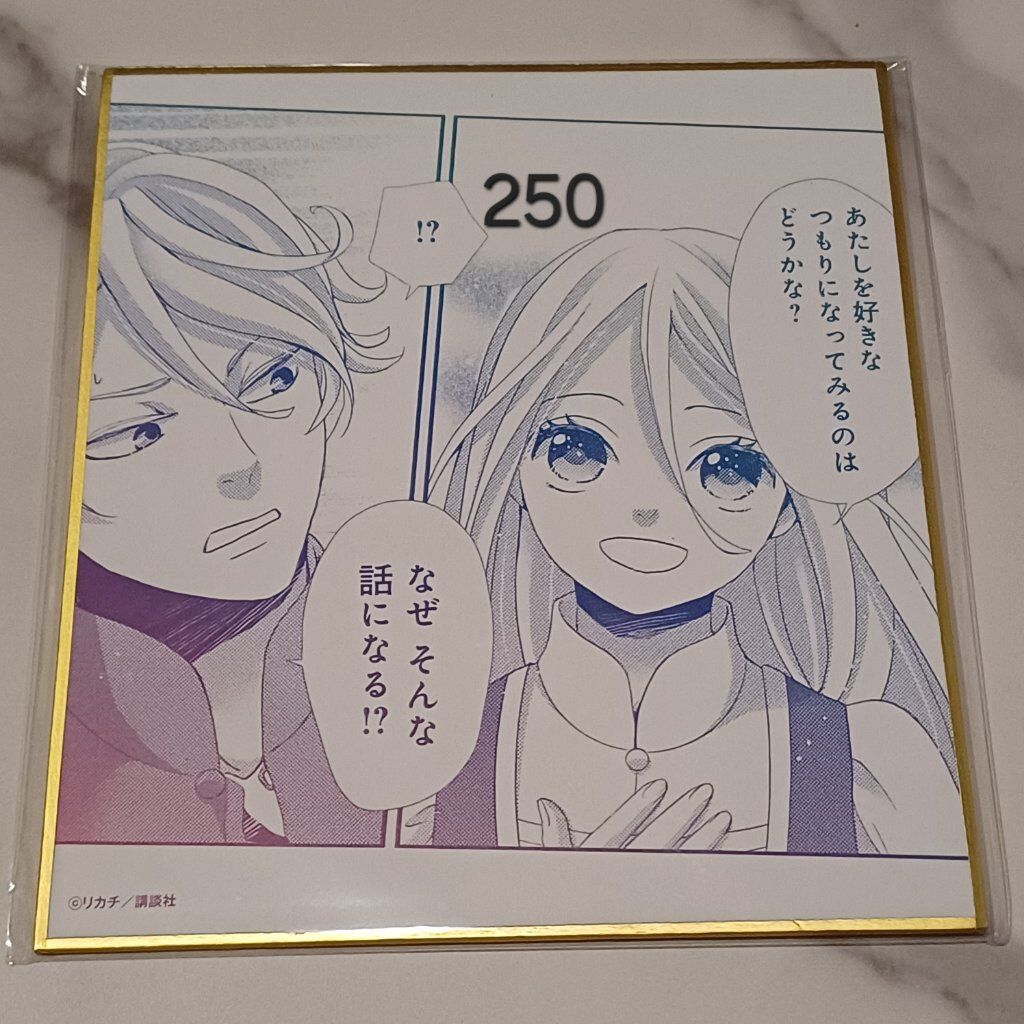 250
あたしを好きな
つもりになってみるのは
どうかな?
!?
なぜ そんな
話になる!?
©リカチ/講談社